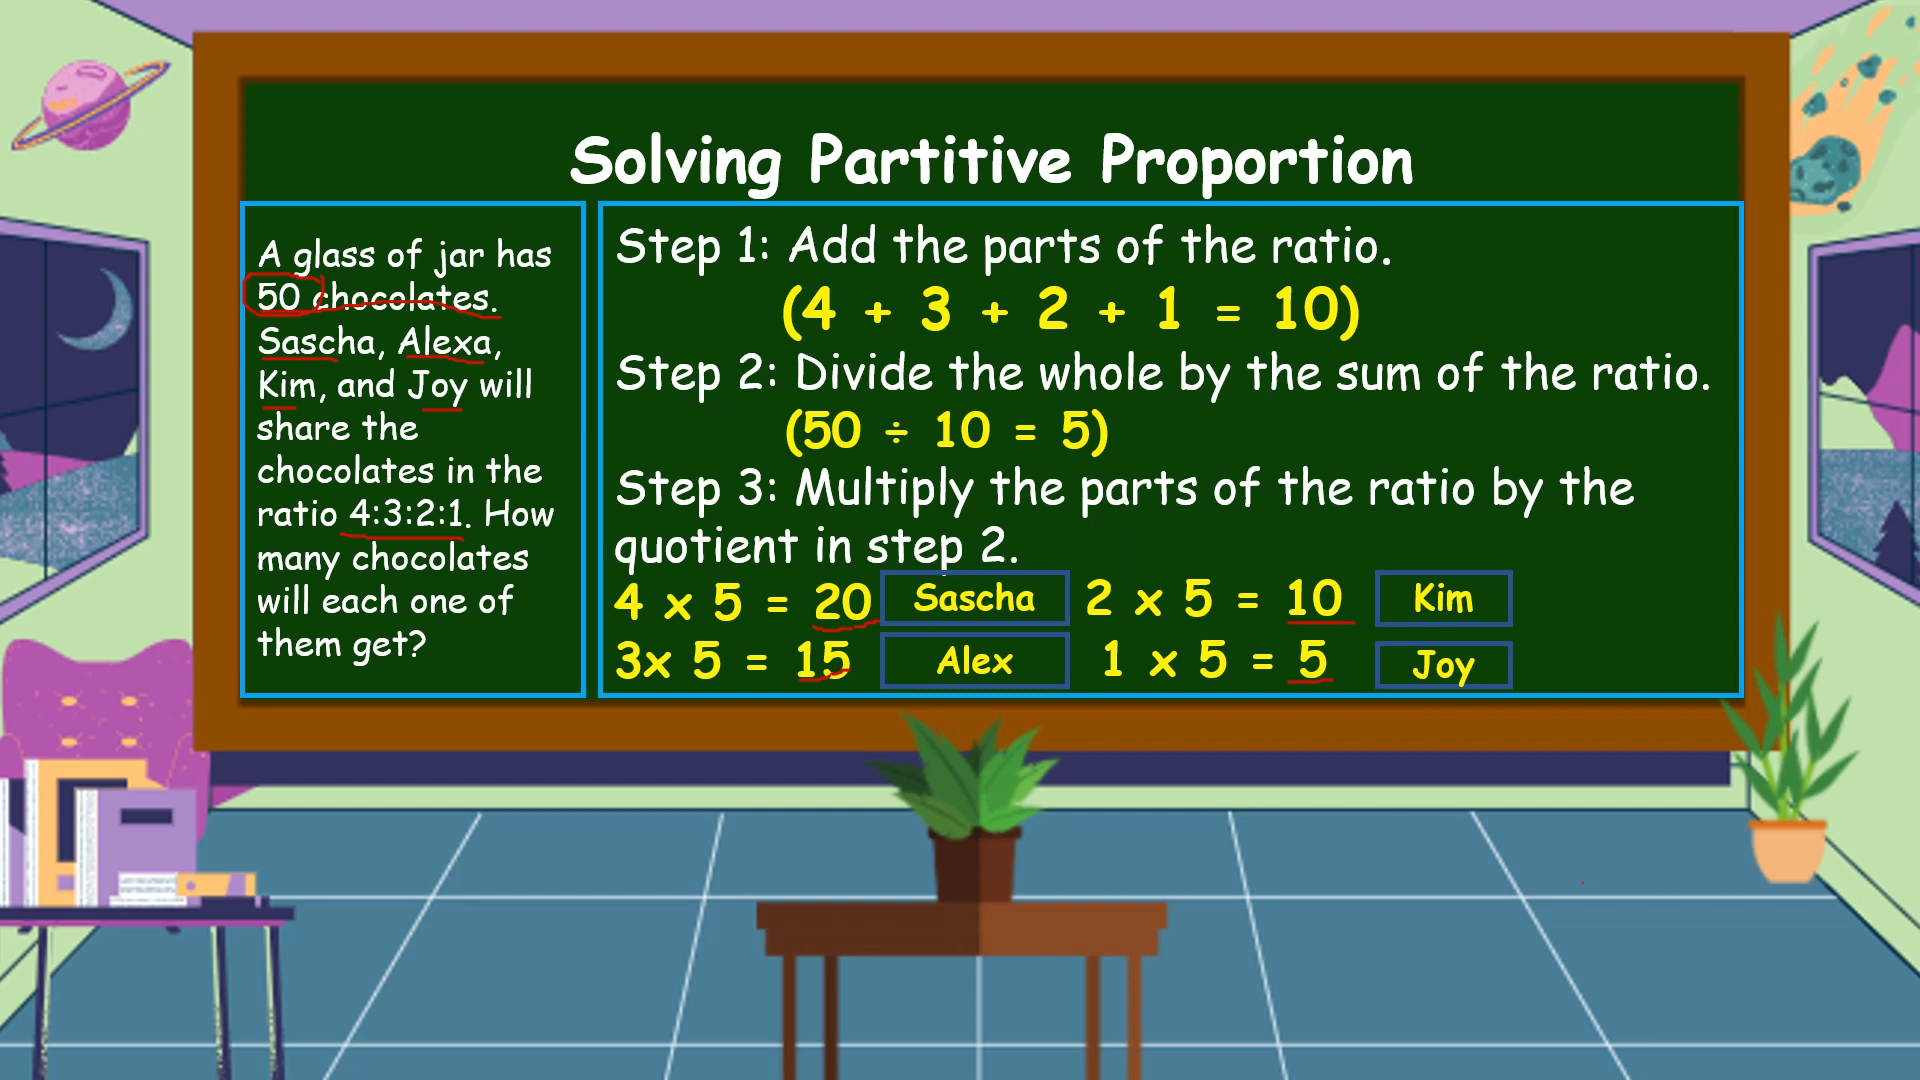 Solving Partitive Proportion
A glass of jar has
50 chocolates.
Sascha, Alexa,
Kim, and Joy will
share the
chocolates in the
ratio 4:3:2:1. How
many chocolates
will each one of
them get?
Step 1: Add the parts of the ratio.
(4 + 3 + 2 + 1 = 10)
Step 2: Divide the whole by the sum of the ratio.
(50 ÷ 10 = 5)
Step 3: Multiply the parts of the ratio by the
quotient in step 2.
4 x 5 = 20 Sascha 2 x 5 = 10 Kim
3x 5 = 15 Alex 1 x 5 = 5 Joy